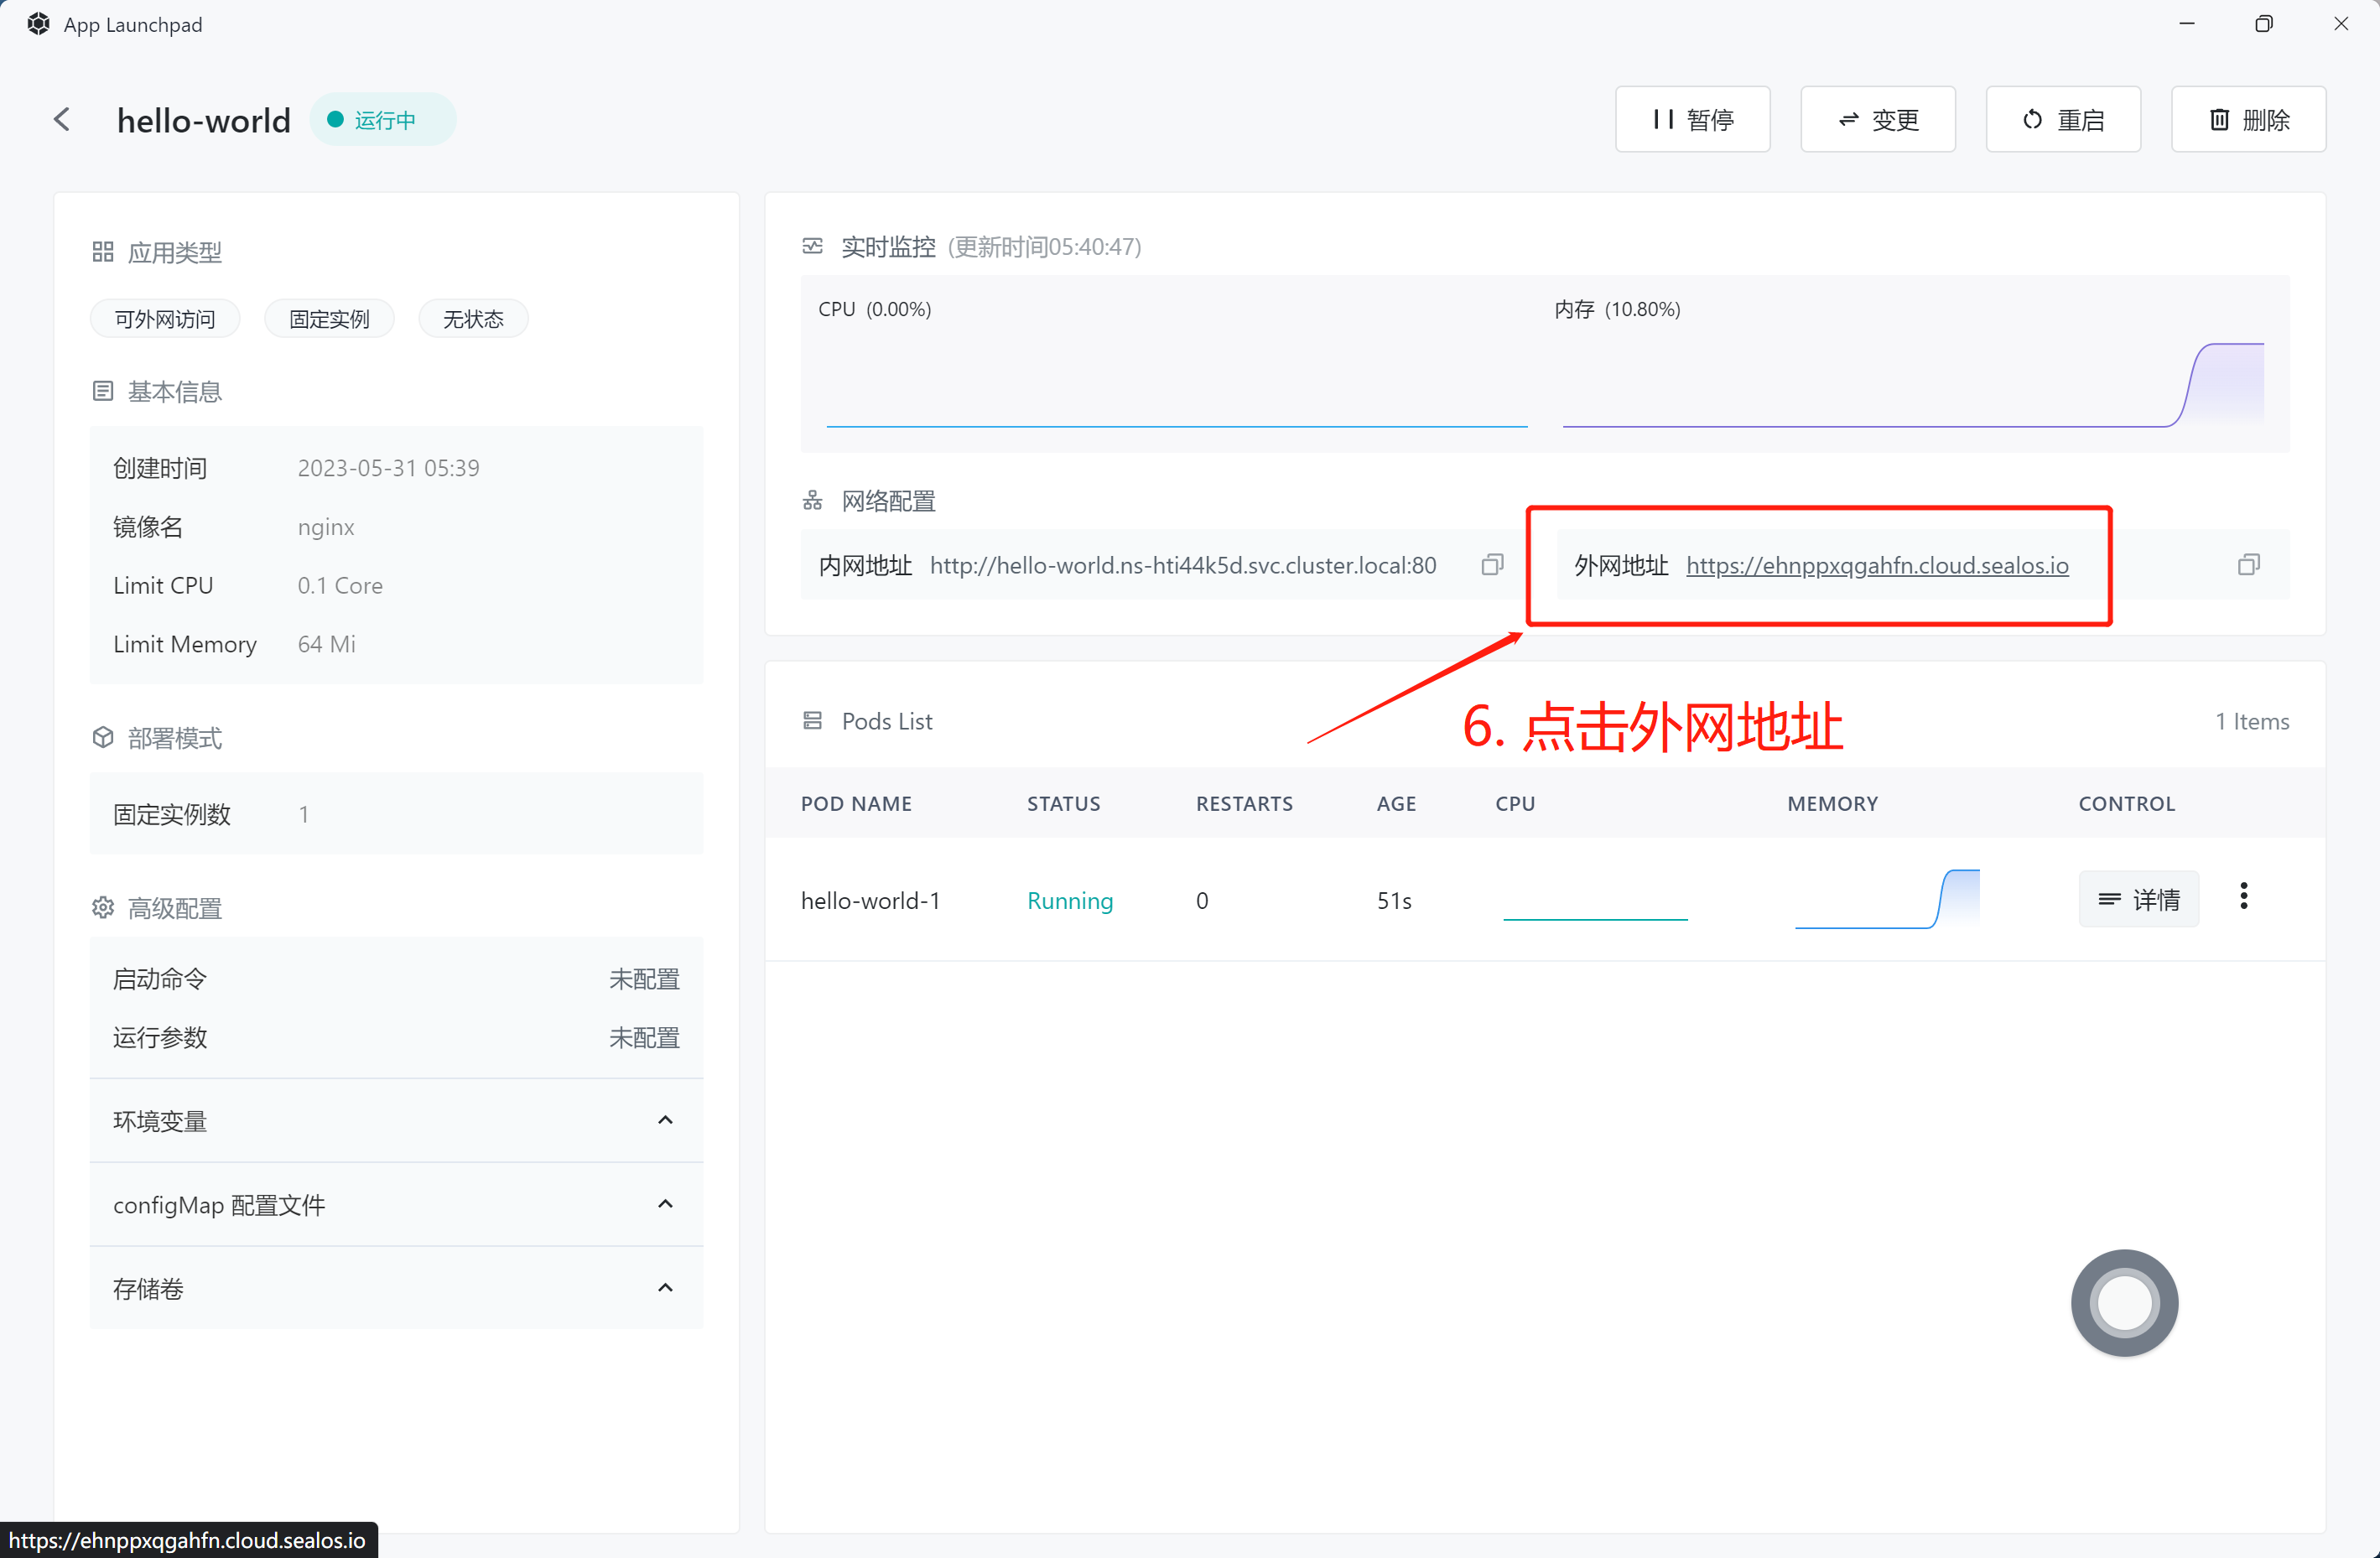 App Launchpad
hello-world
运行中
暂停
变更
重启
删除
应用类型
可外网访问
固定实例
无状态
基本信息
创建时间 2023-05-31 05:39
镜像名 nginx
Limit CPU 0.1 Core
Limit Memory 64 Mi
部署模式
固定实例数 1
高级配置
启动命令 未配置
运行参数 未配置
环境变量
configMap 配置文件
存储卷
实时监控 (更新时间05:40:47)
CPU (0.00%)
内存 (10.80%)
网络配置
内网地址 http://hello-world.ns-hti44k5d.svc.cluster.local:80
外网地址 https://ehnppxqgahfn.cloud.sealos.io
6. 点击外网地址
Pods List
1 Items
POD NAME STATUS RESTARTS AGE CPU MEMORY CONTROL
hello-world-1 Running 0 51s 详情
https://ehnppxqgahfn.cloud.sealos.io